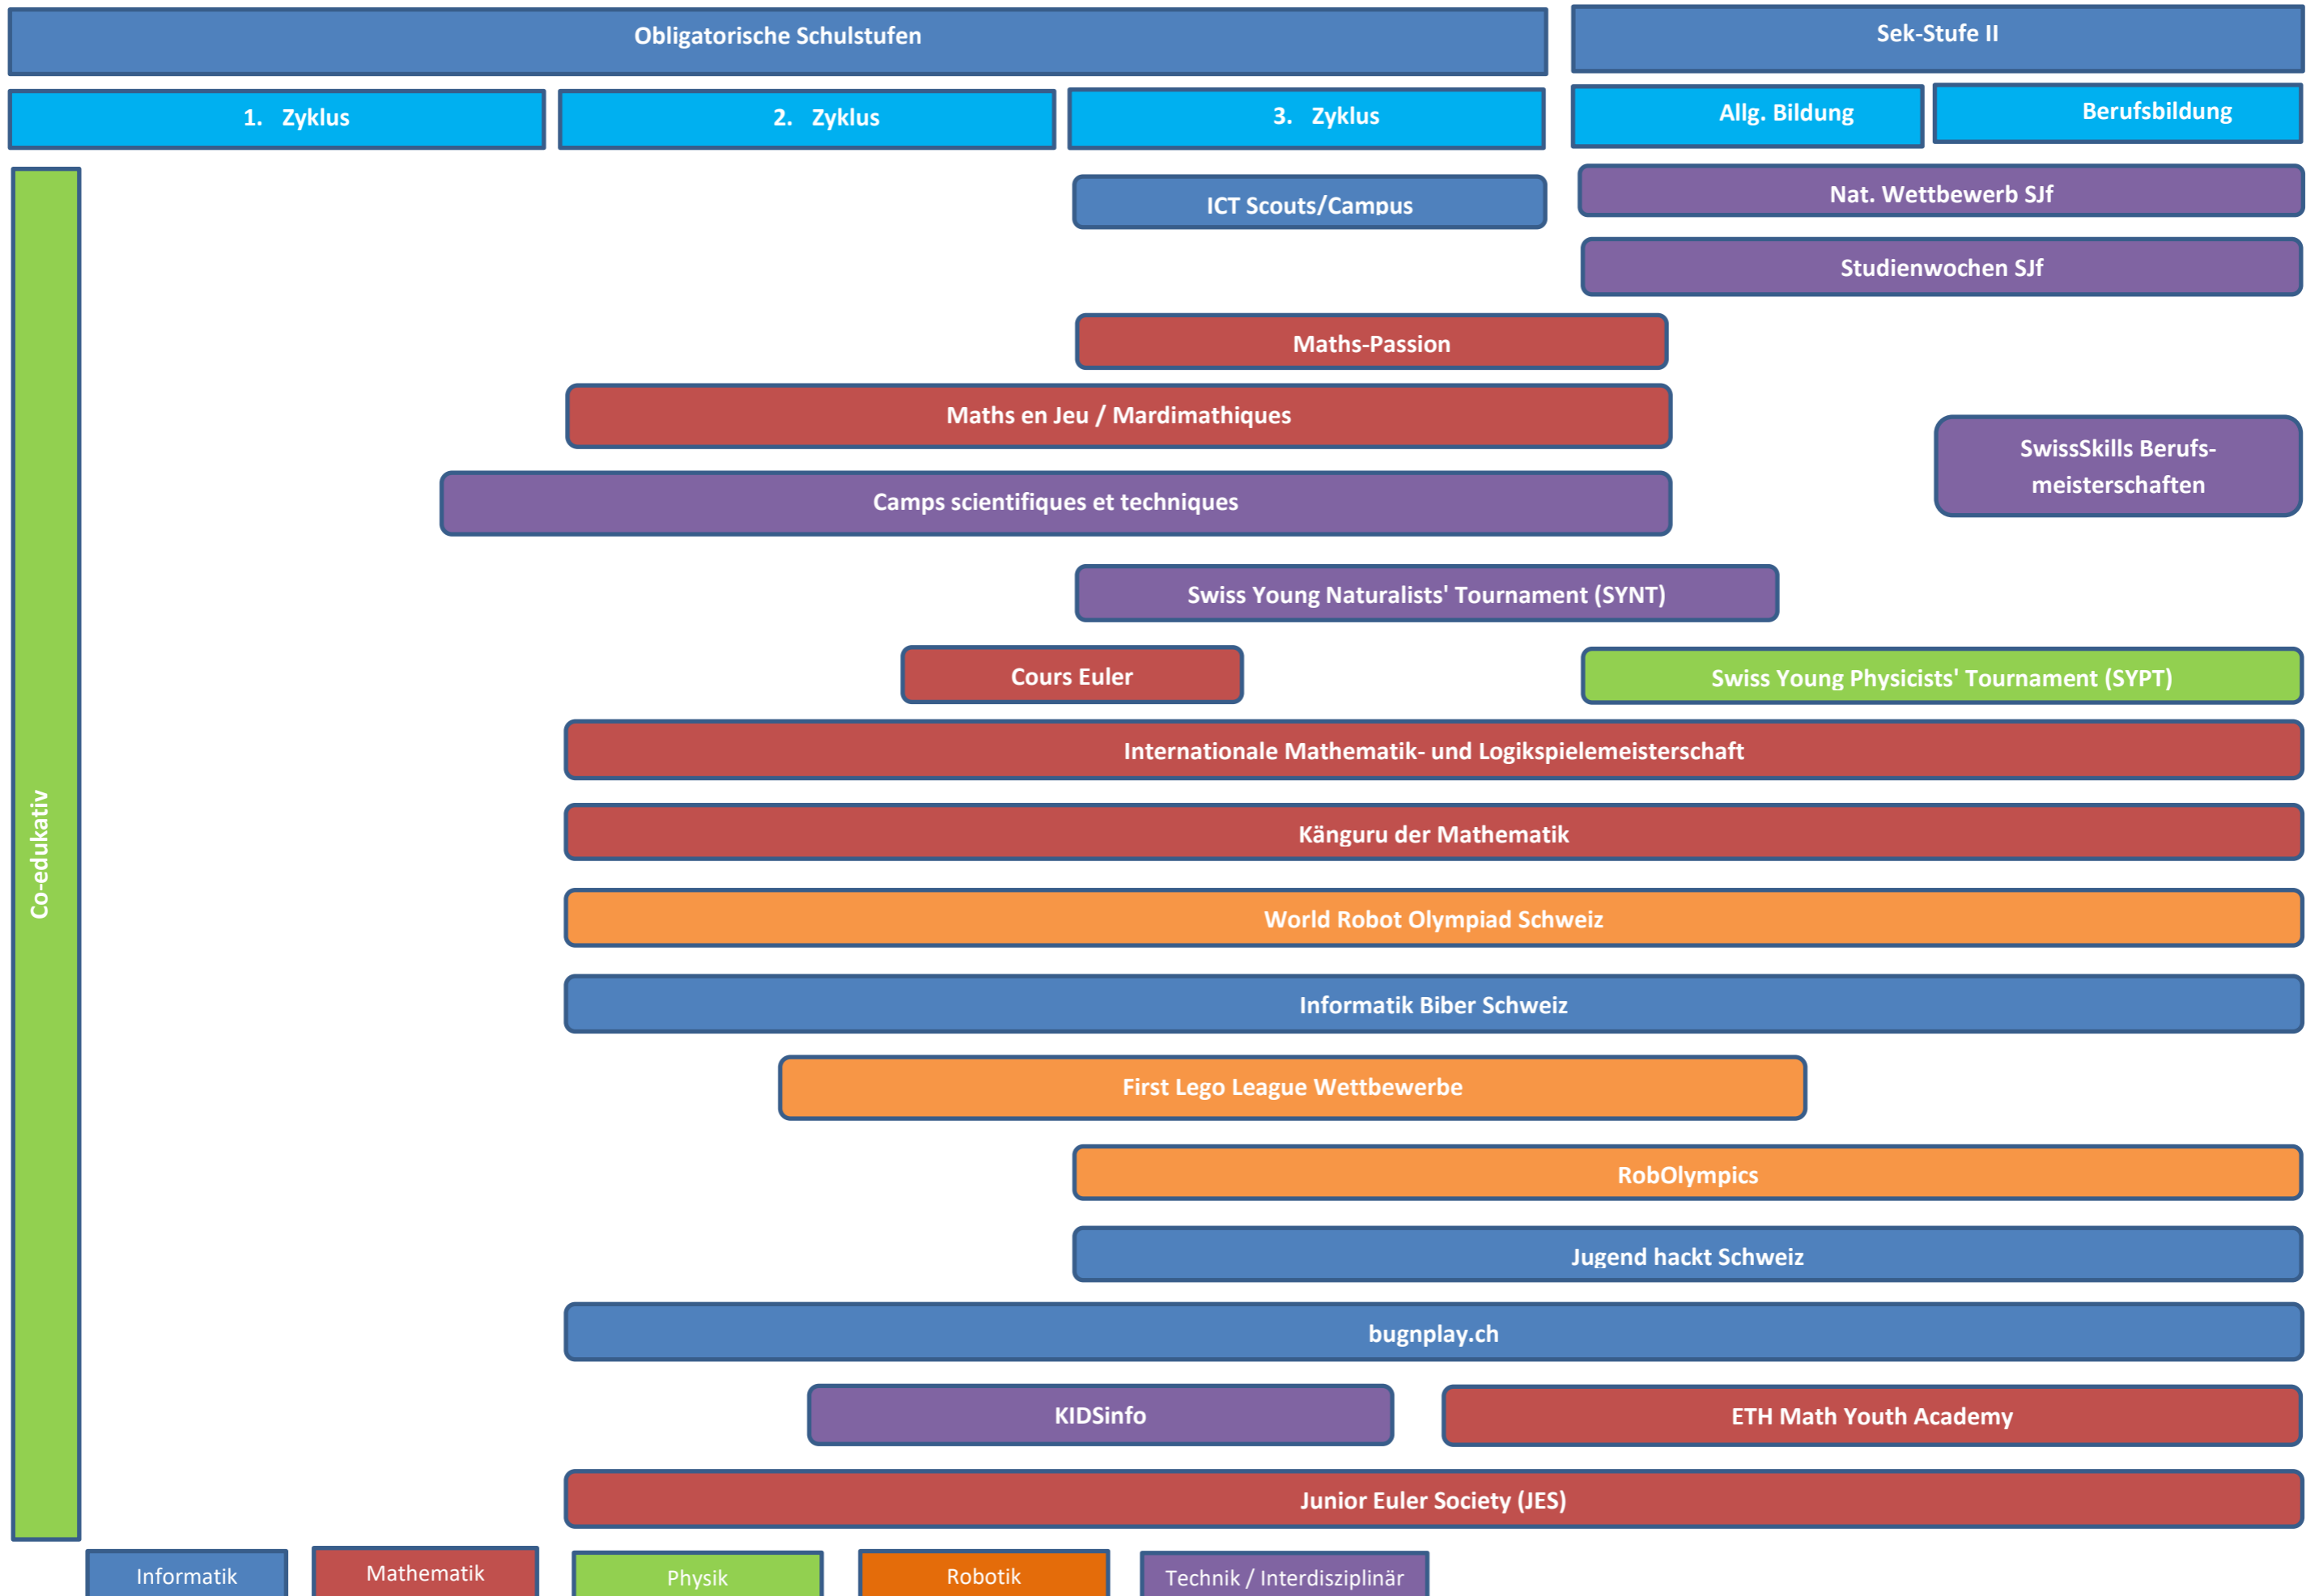 Obligatorische Schulstufen
Sek-Stufe II
1. Zyklus
2. Zyklus
3. Zyklus
Allg. Bildung
Berufsbildung
Co-edukativ
ICT Scouts/Campus
Nat. Wettbewerb SJf
Studienwochen SJf
Maths-Passion
Maths en Jeu / Mardimathiques
SwissSkills Berufs-
meisterschaften
Camps scientifiques et techniques
Swiss Young Naturalists' Tournament (SYNT)
Cours Euler
Swiss Young Physicists' Tournament (SYPT)
Internationale Mathematik- und Logikspielemeisterschaft
Känguru der Mathematik
World Robot Olympiad Schweiz
Informatik Biber Schweiz
First Lego League Wettbewerbe
RobOlympics
Jugend hackt Schweiz
bugnplay.ch
KIDSinfo
ETH Math Youth Academy
Junior Euler Society (JES)
Informatik
Mathematik
Physik
Robotik
Technik / Interdisziplinär